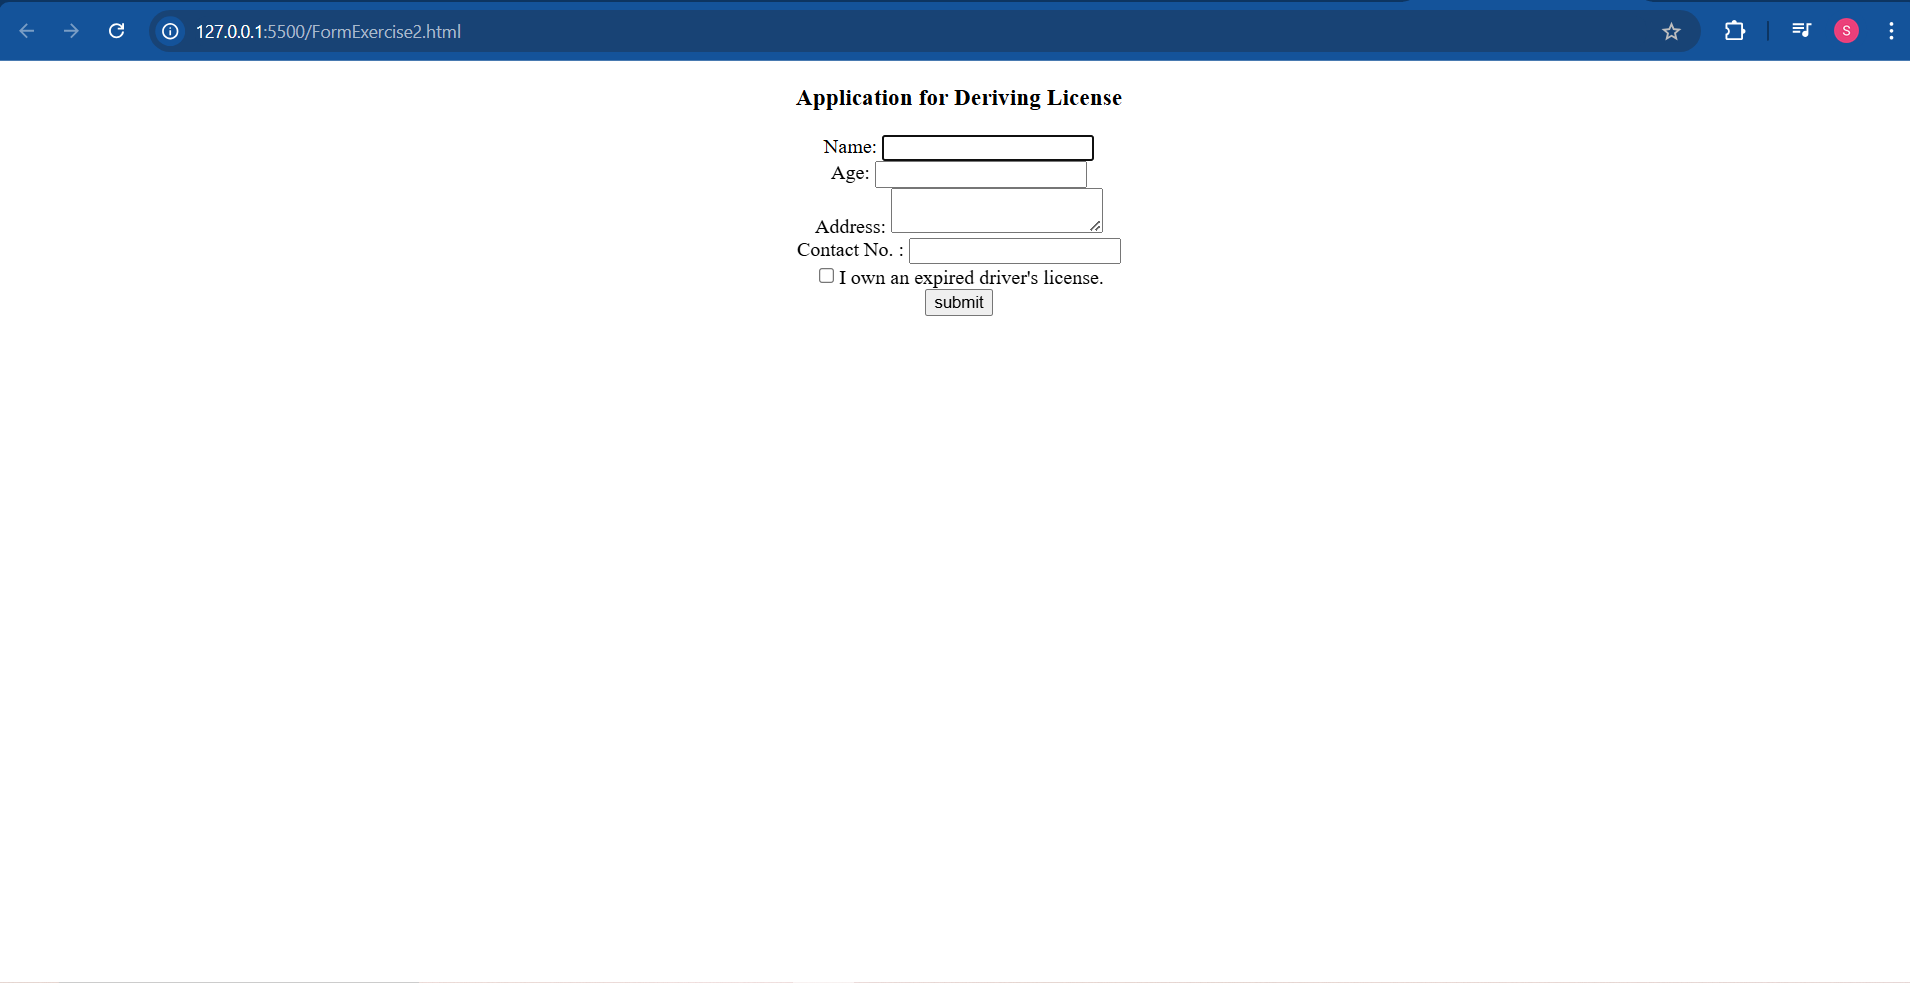 127.0.0.1:5500/FormExercise2.html
S
Application for Deriving License
Name:
Age:
Address:
Contact No. :
I own an expired driver's license.
submit